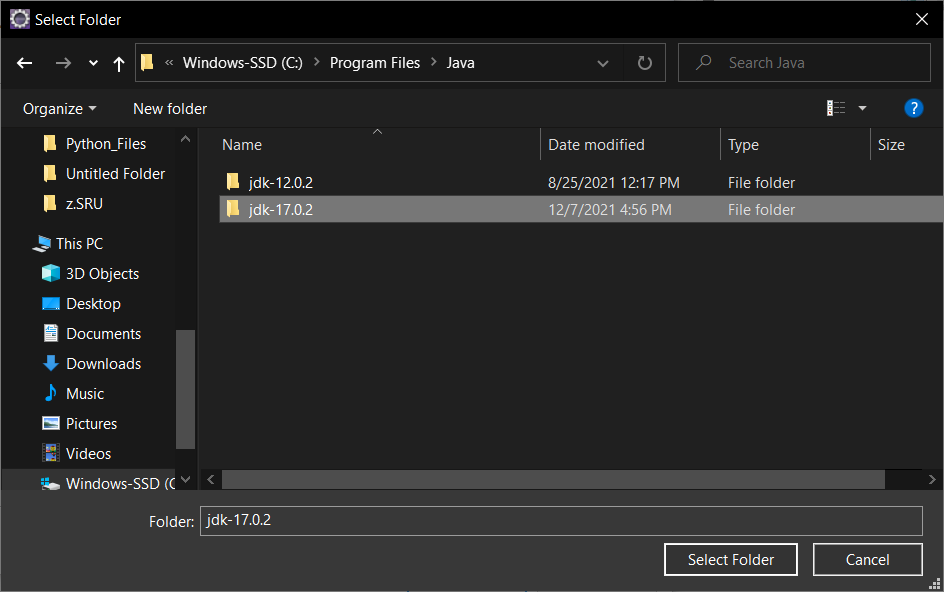 Select Folder
« Windows-SSD (C:) > Program Files > Java
Search Java
Organize
New folder
?
Python_Files
Untitled Folder
z.SRU
This PC
3D Objects
Desktop
Documents
Downloads
Music
Pictures
Videos
Windows-SSD (C
Name Date modified Type Size
jdk-12.0.2 8/25/2021 12:17 PM File folder
jdk-17.0.2 12/7/2021 4:56 PM File folder
Folder: jdk-17.0.2
Select Folder Cancel